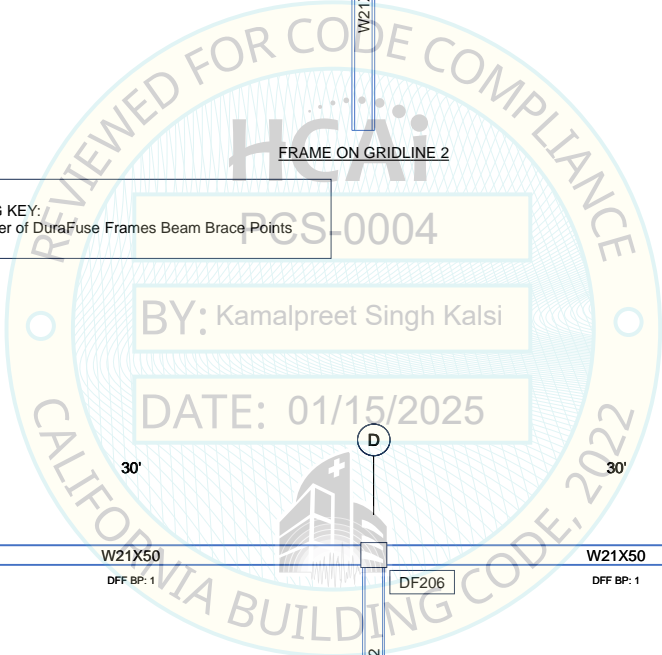 W21
FRAME ON GRIDLINE 2
KEY:
er of DuraFuse Frames Beam Brace Points
REVIEWED FOR CODE COMPLIANCE
HCAi
PCS-0004
BY: Kamalpreet Singh Kalsi
DATE: 01/15/2025
D
30'
30'
W21X50
W21X50
DFF BP: 1
DFF BP: 1
DF206
2
CALIFORNIA BUILDING CODE, 2022